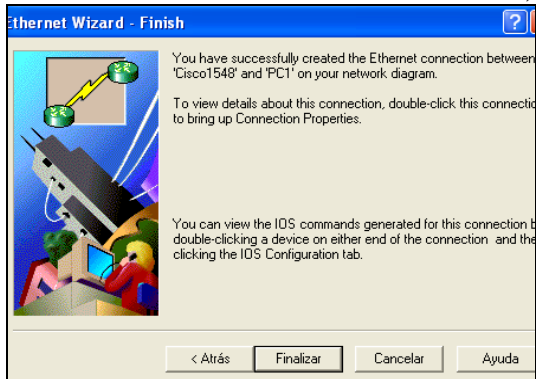 Ethernet Wizard - Finish
You have successfully created the Ethernet connection between
'Cisco1548' and 'PC1' on your network diagram.
To view details about this connection, double-click this connectio
to bring up Connection Properties.
You can view the IOS commands generated for this connection b
double-clicking a device on either end of the connection and the
clicking the IOS Configuration tab.
< Atrás Finalizar Cancelar Ayuda